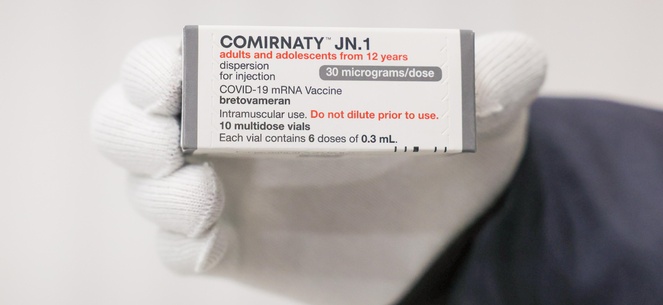 COMIRNATY™ JN.1
adults and adolescents from 12 years
dispersion
for injection
30 micrograms/dose
COVID-19 mRNA Vaccine
bretovameran
Intramuscular use. Do not dilute prior to use.
10 multidose vials
Each vial contains 6 doses of 0.3 mL.